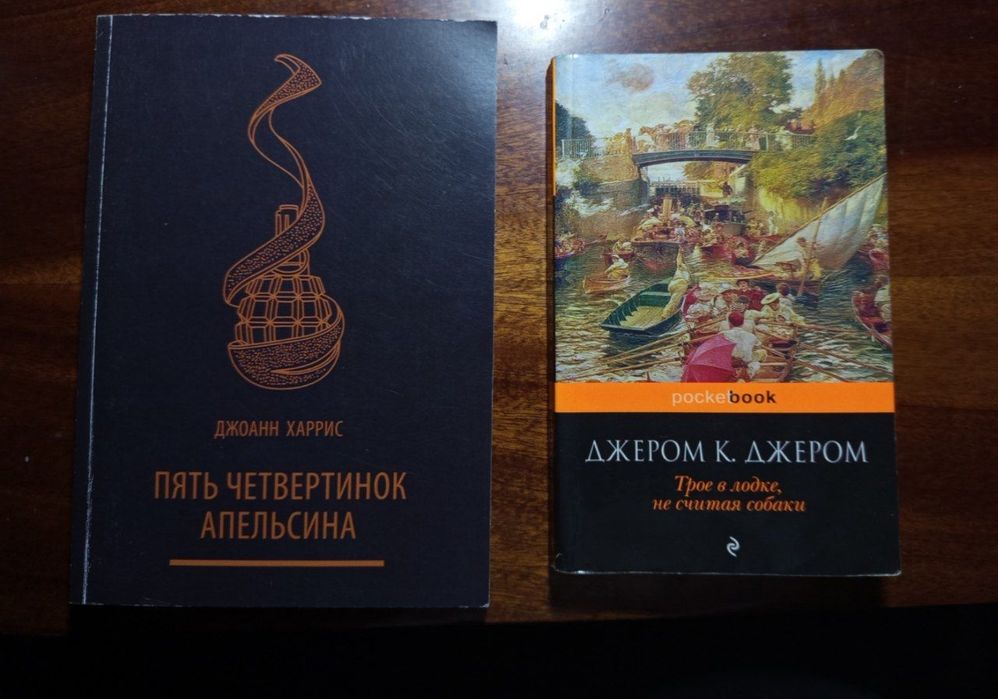 ДЖОАНН ХАРРИС
ПЯТЬ ЧЕТВЕРТИНОК
АПЕЛЬСИНА
pocketbook
ДЖЕРОМ К. ДЖЕРОМ
Трое в лодке,
не считая собаки